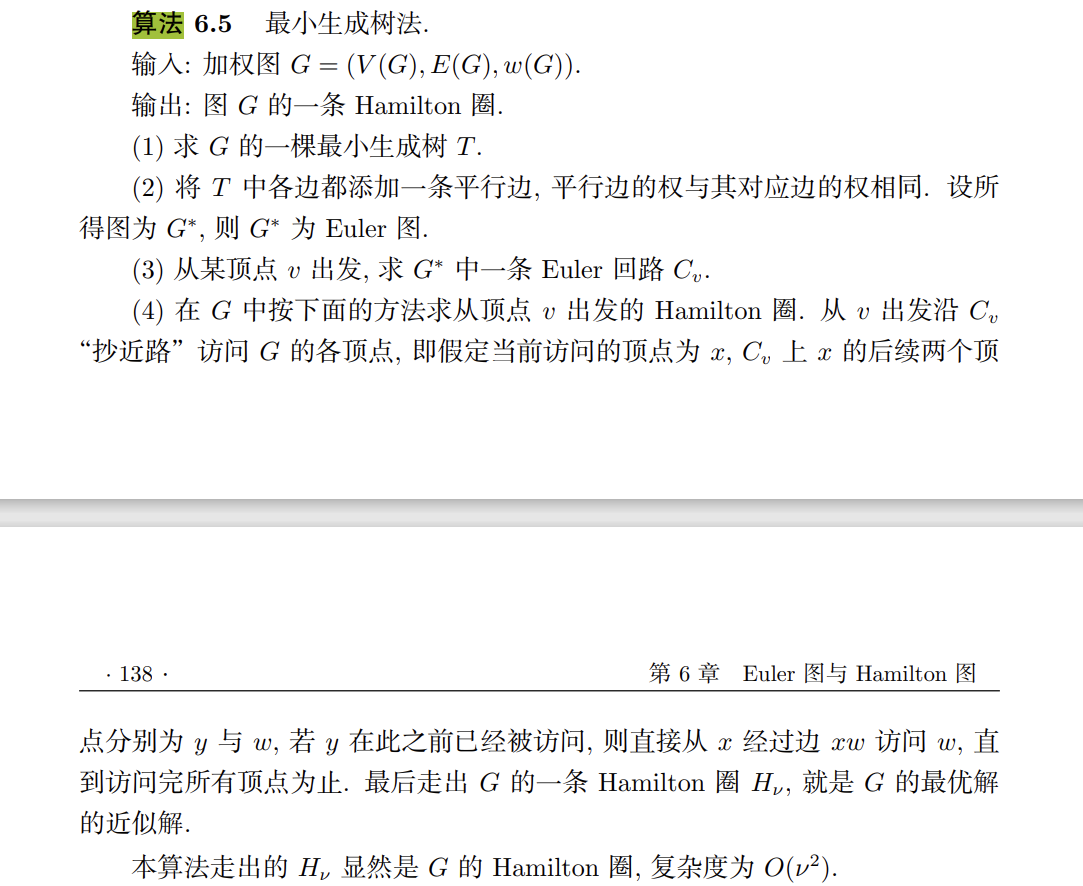 算法 6.5 最小生成树法.
输入: 加权图 G = (V(G), E(G), w(G)).
输出: 图 G 的一条 Hamilton 圈.
(1) 求 G 的一棵最小生成树 T.
(2) 将 T 中各边都添加一条平行边, 平行边的权与其对应边的权相同. 设所
得图为 G*, 则 G* 为 Euler 图.
(3) 从某顶点 v 出发, 求 G* 中一条 Euler 回路 Cᵥ.
(4) 在 G 中按下面的方法求从顶点 v 出发的 Hamilton 圈. 从 v 出发沿 Cᵥ
“抄近路” 访问 G 的各顶点, 即假定当前访问的顶点为 x, Cᵥ 上 x 的后续两个顶
· 138 · 第 6 章 Euler 图与 Hamilton 图
点分别为 y 与 w, 若 y 在此之前已经被访问, 则直接从 x 经过边 xw 访问 w, 直
到访问完所有顶点为止. 最后走出 G 的一条 Hamilton 圈 H_ν, 就是 G 的最优解
的近似解.
本算法走出的 H_ν 显然是 G 的 Hamilton 圈, 复杂度为 O(ν²).